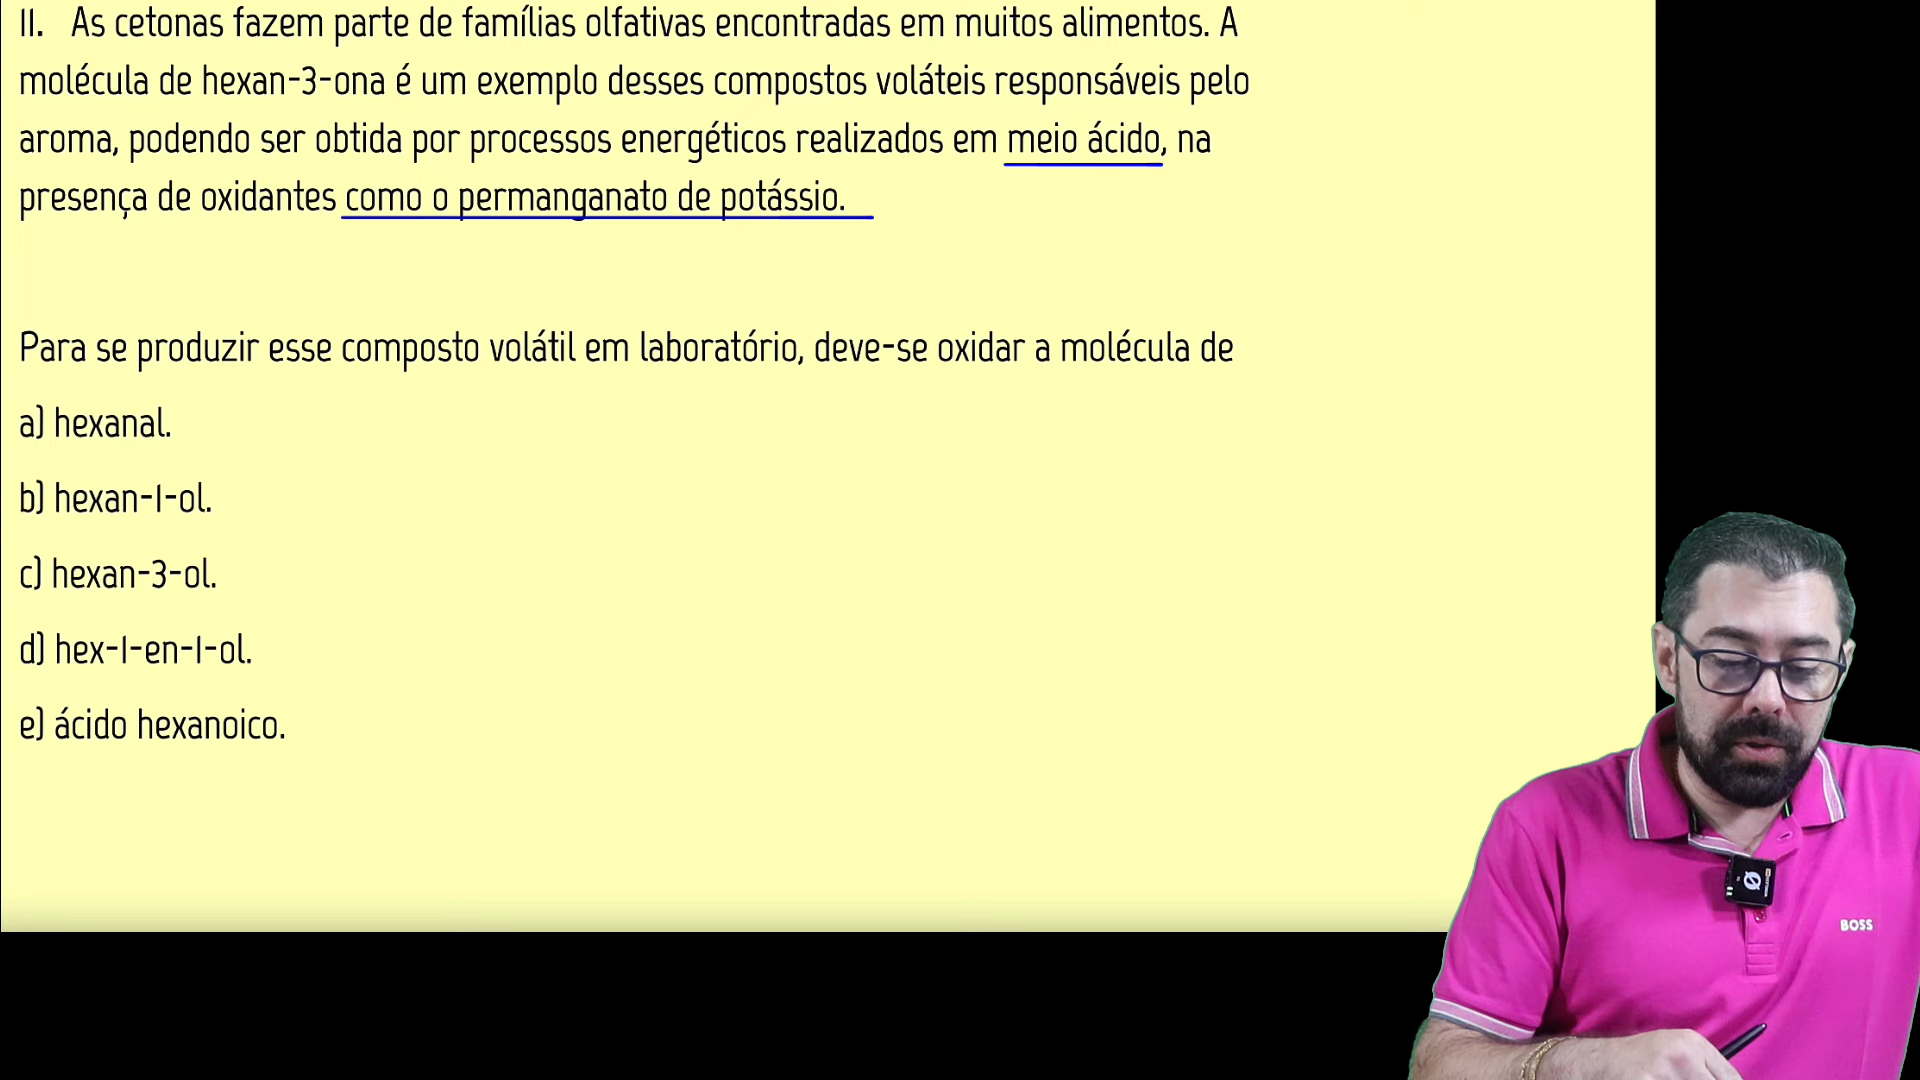 II. As cetonas fazem parte de famílias olfativas encontradas em muitos alimentos. A
molécula de hexan-3-ona é um exemplo desses compostos voláteis responsáveis pelo
aroma, podendo ser obtida por processos energéticos realizados em meio ácido, na
presença de oxidantes como o permanganato de potássio.
Para se produzir esse composto volátil em laboratório, deve-se oxidar a molécula de
a) hexanal.
b) hexan-1-ol.
c) hexan-3-ol.
d) hex-1-en-1-ol.
e) ácido hexanoico.
BOSS